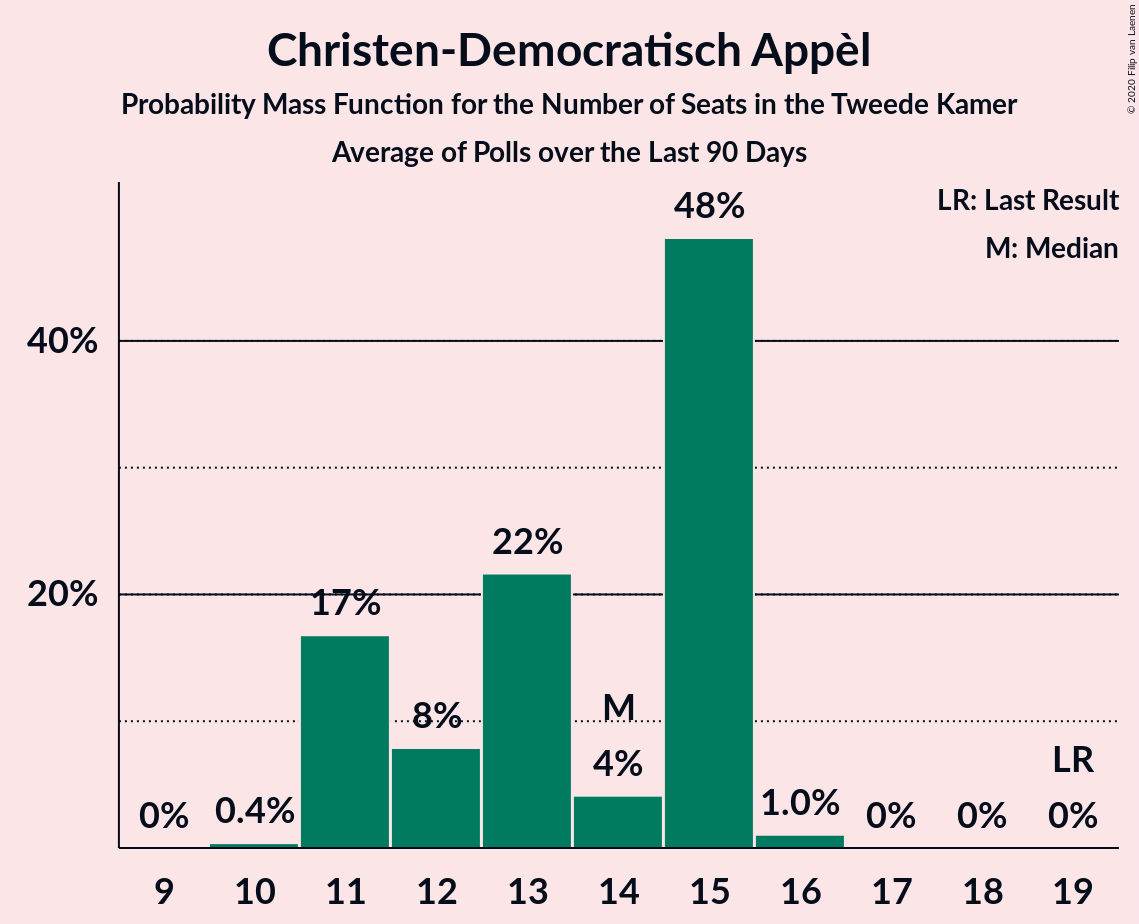 Christen-Democratisch Appèl
Probability Mass Function for the Number of Seats in the Tweede Kamer
Average of Polls over the Last 90 Days
© 2020 Filip van Laenen
LR: Last Result
M: Median
48%
40%
22%
20%
17%
M
8%
4%
LR
0%
0.4%
1.0%
0%
0%
0%
9 10 11 12 13 14 15 16 17 18 19